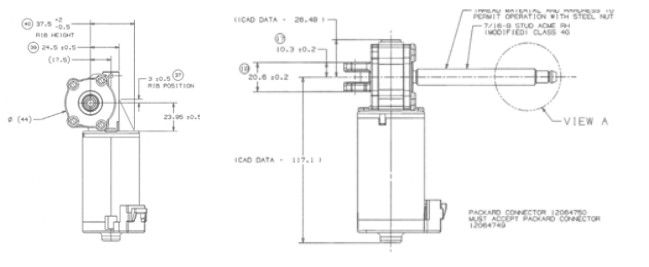 40 37.5 +2 -0.5
RIB HEIGHT
39 24.5 ±0.5
(17.5)
3 ±0.5 37
RIB POSITION
Ø (44)
23.95 ±0.5
(CAD DATA - 26.48)
17
10.3 ±0.2
18
20.6 ±0.2
(CAD DATA - 117.1)
THREAD MATERIAL AND HARDNESS TO
PERMIT OPERATION WITH STEEL NUT
7/16-8 STUD ACME RH
(MODIFIED) CLASS 4G
VIEW A
PACKARD CONNECTOR 12064750
MUST ACCEPT PACKARD CONNECTOR
12064749